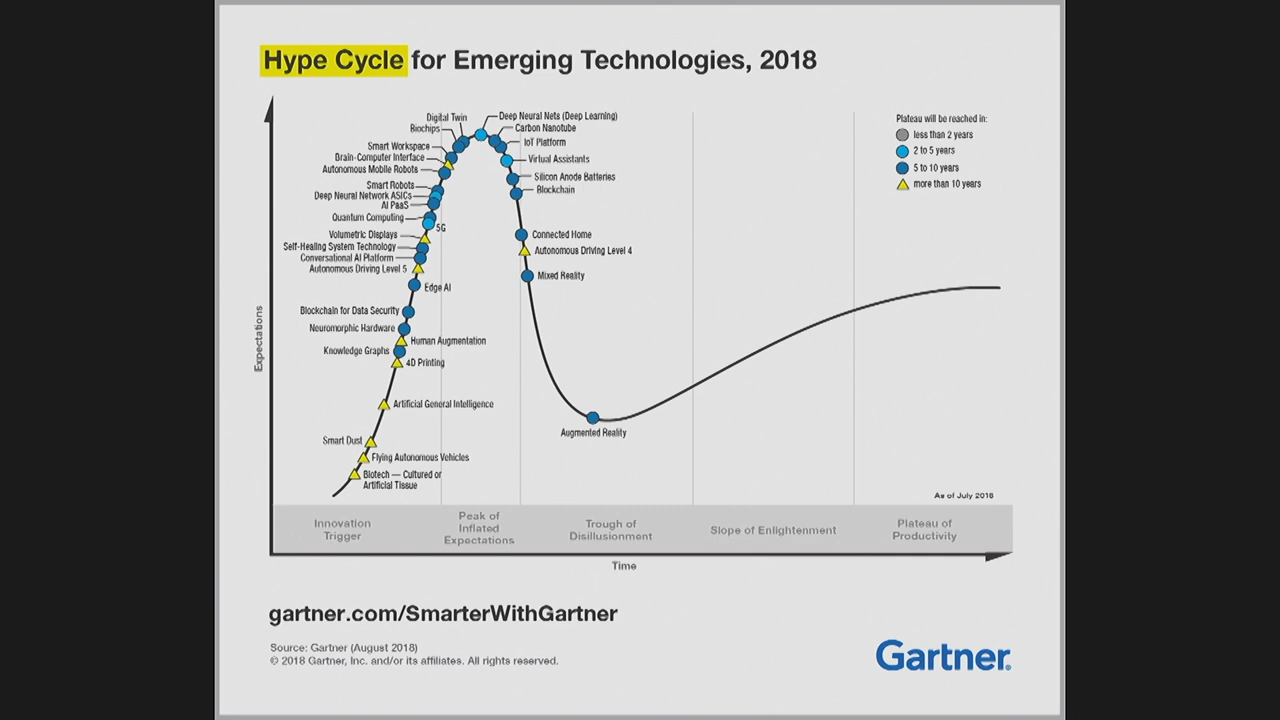 Hype Cycle for Emerging Technologies, 2018
Plateau will be reached in:
less than 2 years
2 to 5 years
5 to 10 years
more than 10 years
Expectations
Digital Twin
Biochips
Smart Workspace
Brain-Computer Interface
Autonomous Mobile Robots
Smart Robots
Deep Neural Network ASICs
AI PaaS
Quantum Computing
5G
Volumetric Displays
Self-Healing System Technology
Conversational AI Platform
Autonomous Driving Level 5
Edge AI
Blockchain for Data Security
Neuromorphic Hardware
Human Augmentation
Knowledge Graphs
4D Printing
Artificial General Intelligence
Smart Dust
Flying Autonomous Vehicles
Biotech — Cultured or
Artificial Tissue
Deep Neural Nets (Deep Learning)
Carbon Nanotube
IoT Platform
Virtual Assistants
Silicon Anode Batteries
Blockchain
Connected Home
Autonomous Driving Level 4
Mixed Reality
Augmented Reality
As of July 2018
Innovation
Trigger
Peak of
Inflated
Expectations
Trough of
Disillusionment
Slope of Enlightenment
Plateau of
Productivity
Time
gartner.com/SmarterWithGartner
Source: Gartner (August 2018)
© 2018 Gartner, Inc. and/or its affiliates. All rights reserved.
Gartner®